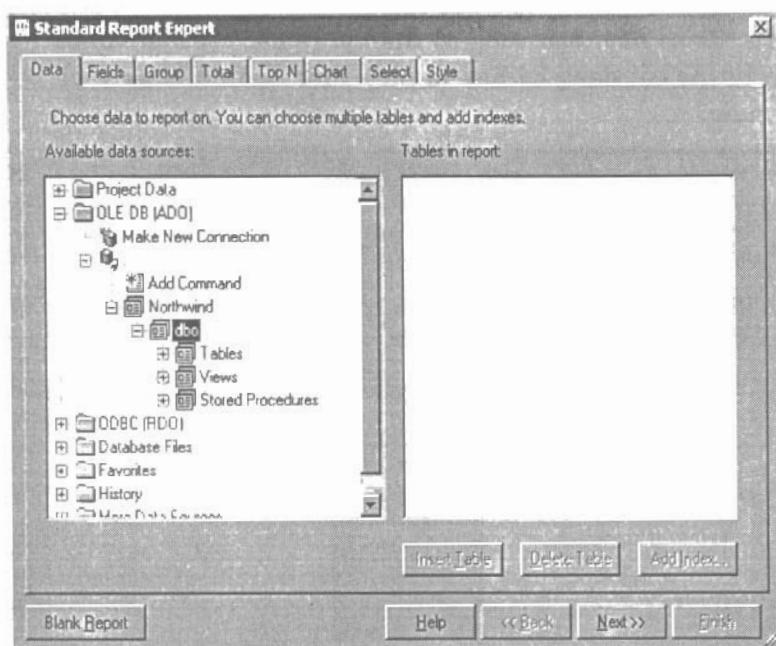 Standard Report Expert
Data Fields Group Total Top N Chart Select Style
Choose data to report on. You can choose multiple tables and add indexes.
Available data sources:
Tables in report:
Project Data
OLE DB (ADO)
Make New Connection
Add Command
Northwind
dbo
Tables
Views
Stored Procedures
ODBC (RDO)
Database Files
Favorites
History
More Data Sources
Insert Table Delete Table Add Index...
Blank Report Help << Back Next >> Finish